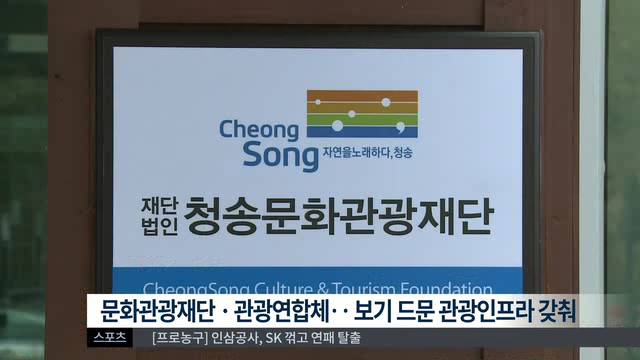 Cheong
Song
자연을노래하다,청송
재단
법인
청송문화관광재단
CheongSong Culture & Tourism Foundation
문화관광재단 · 관광연합체‥ 보기 드문 관광인프라 갖춰
스포츠 [프로농구] 인삼공사, SK 꺾고 연패 탈출